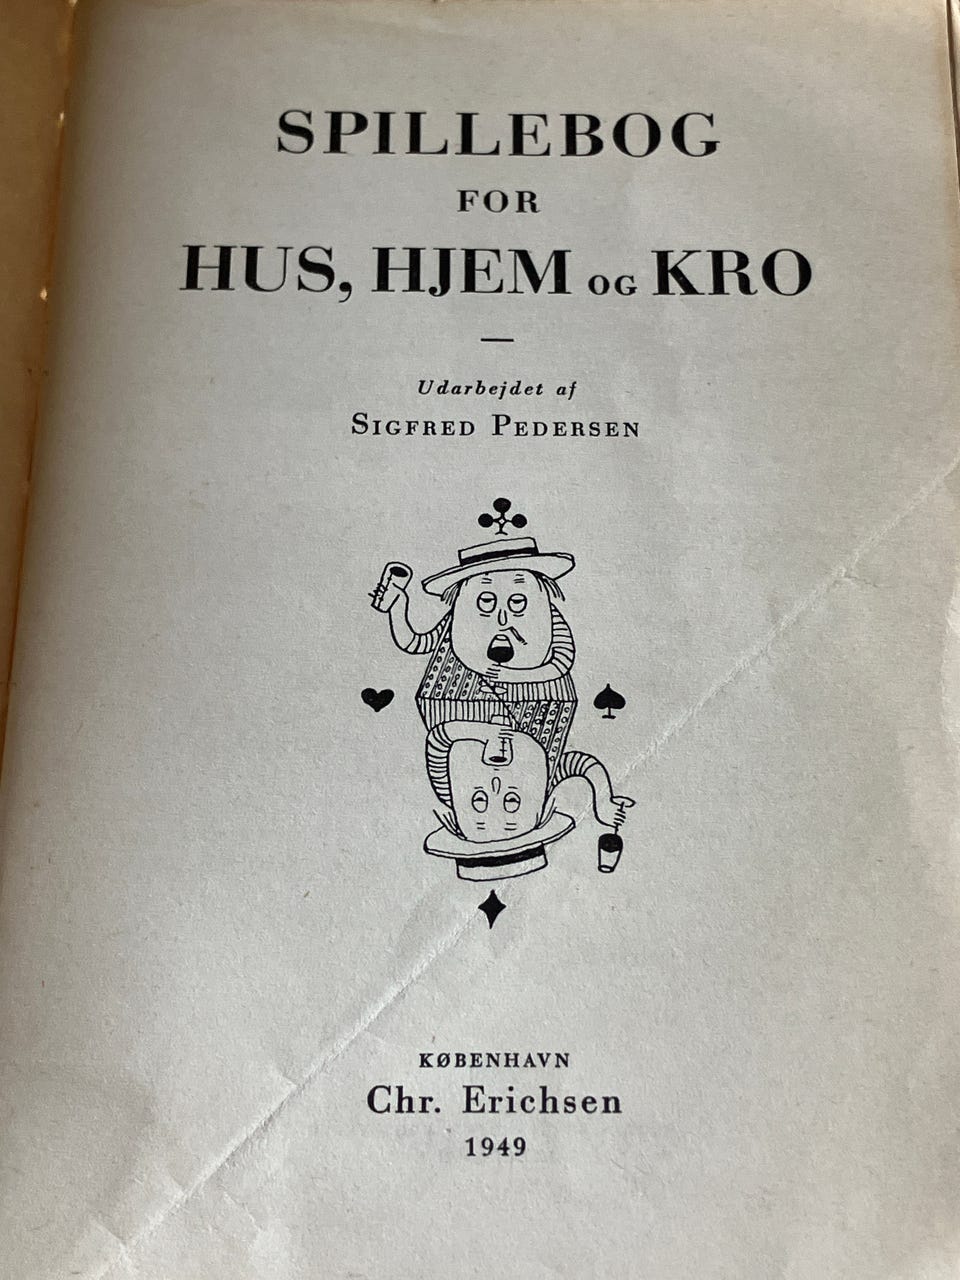 SPILLEBOG
FOR
HUS, HJEM OG KRO
Udarbejdet af
SIGFRED PEDERSEN
KØBENHAVN
Chr. Erichsen
1949